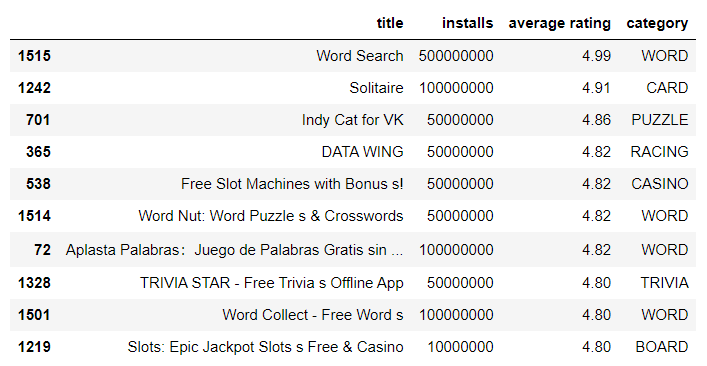 title installs average rating category
1515 Word Search 500000000 4.99 WORD
1242 Solitaire 100000000 4.91 CARD
701 Indy Cat for VK 50000000 4.86 PUZZLE
365 DATA WING 50000000 4.82 RACING
538 Free Slot Machines with Bonus s! 50000000 4.82 CASINO
1514 Word Nut: Word Puzzle s & Crosswords 50000000 4.82 WORD
72 Aplasta Palabras：Juego de Palabras Gratis sin ... 100000000 4.82 WORD
1328 TRIVIA STAR - Free Trivia s Offline App 50000000 4.80 TRIVIA
1501 Word Collect - Free Word s 100000000 4.80 WORD
1219 Slots: Epic Jackpot Slots s Free & Casino 10000000 4.80 BOARD